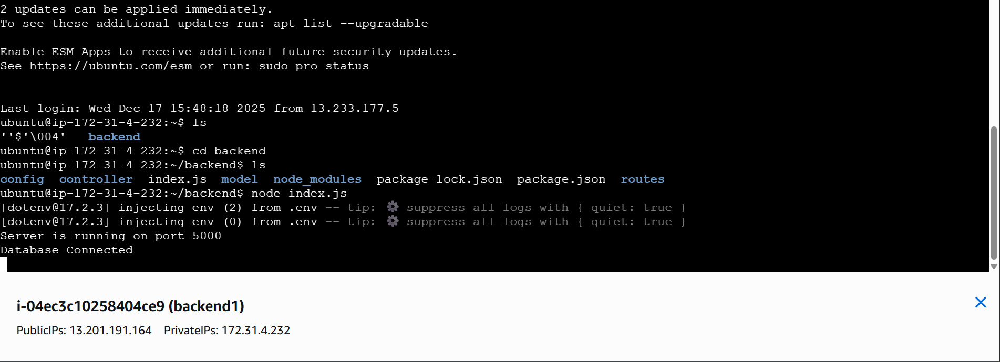 2 updates can be applied immediately.
To see these additional updates run: apt list --upgradable
Enable ESM Apps to receive additional future security updates.
See https://ubuntu.com/esm or run: sudo pro status
Last login: Wed Dec 17 15:48:18 2025 from 13.233.177.5
ubuntu@ip-172-31-4-232:~$ ls
''$'\004'   backend
ubuntu@ip-172-31-4-232:~$ cd backend
ubuntu@ip-172-31-4-232:~/backend$ ls
config  controller  index.js  model  node_modules  package-lock.json  package.json  routes
ubuntu@ip-172-31-4-232:~/backend$ node index.js
[dotenv@17.2.3] injecting env (2) from .env -- tip: ⚙️ suppress all logs with { quiet: true }
[dotenv@17.2.3] injecting env (0) from .env -- tip: ⚙️ suppress all logs with { quiet: true }
Server is running on port 5000
Database Connected
i-04ec3c10258404ce9 (backend1)
PublicIPs: 13.201.191.164    PrivateIPs: 172.31.4.232